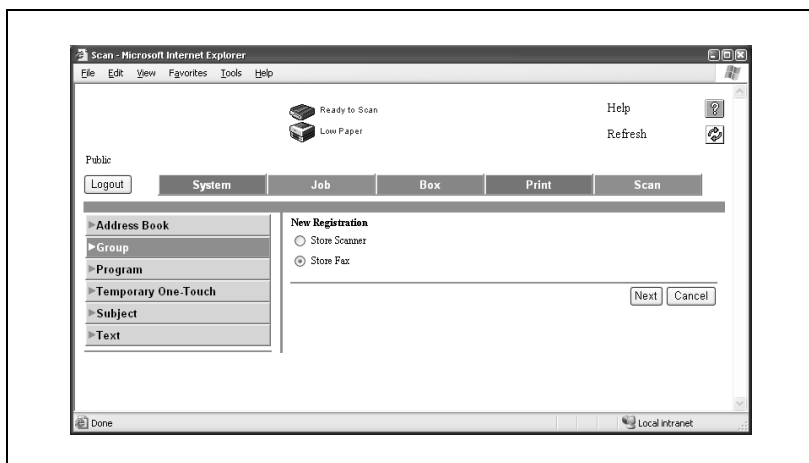 Scan - Microsoft Internet Explorer
File Edit View Favorites Tools Help
Ready to Scan
Low Paper
Help
Refresh
Public
Logout System Job Box Print Scan
Address Book
Group
Program
Temporary One-Touch
Subject
Text
New Registration
Store Scanner
Store Fax
Next Cancel
Done
Local intranet